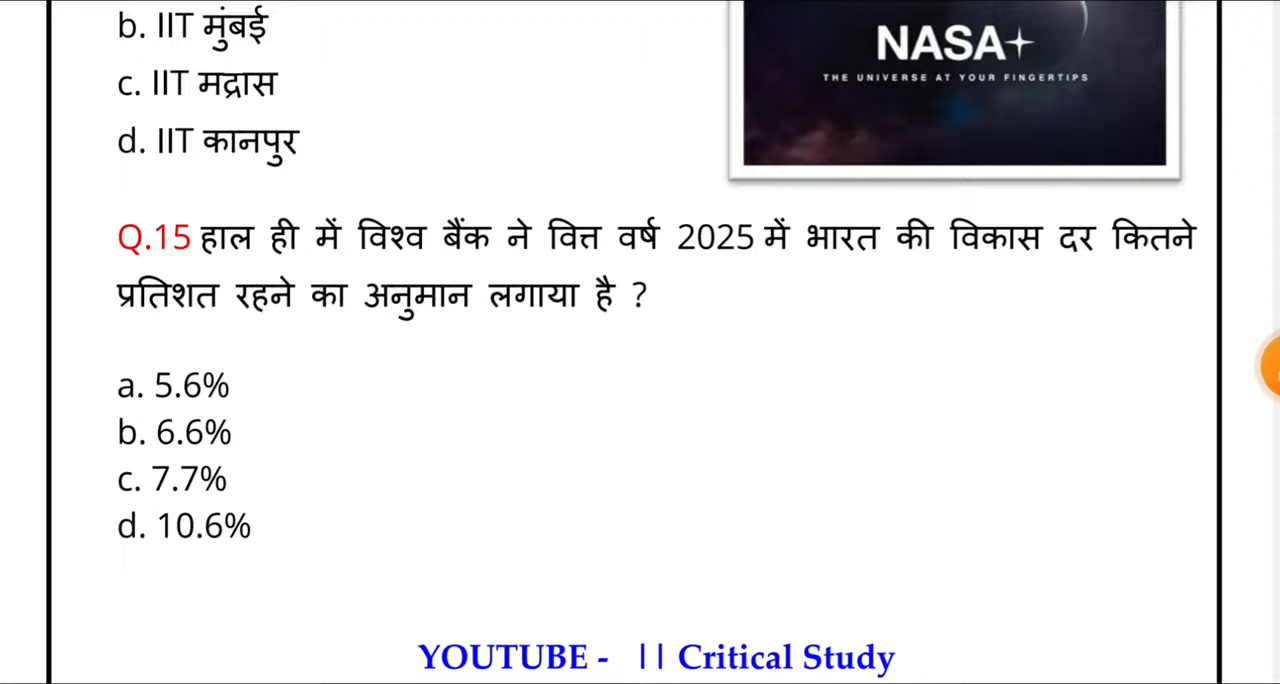 b. IIT मुंबई
NASA+
THE UNIVERSE AT YOUR FINGERTIPS
c. IIT मद्रास
d. IIT कानपुर
Q.15 हाल ही में विश्व बैंक ने वित्त वर्ष 2025 में भारत की विकास दर कितने
प्रतिशत रहने का अनुमान लगाया है ?
a. 5.6%
b. 6.6%
c. 7.7%
d. 10.6%
YOUTUBE - || Critical Study